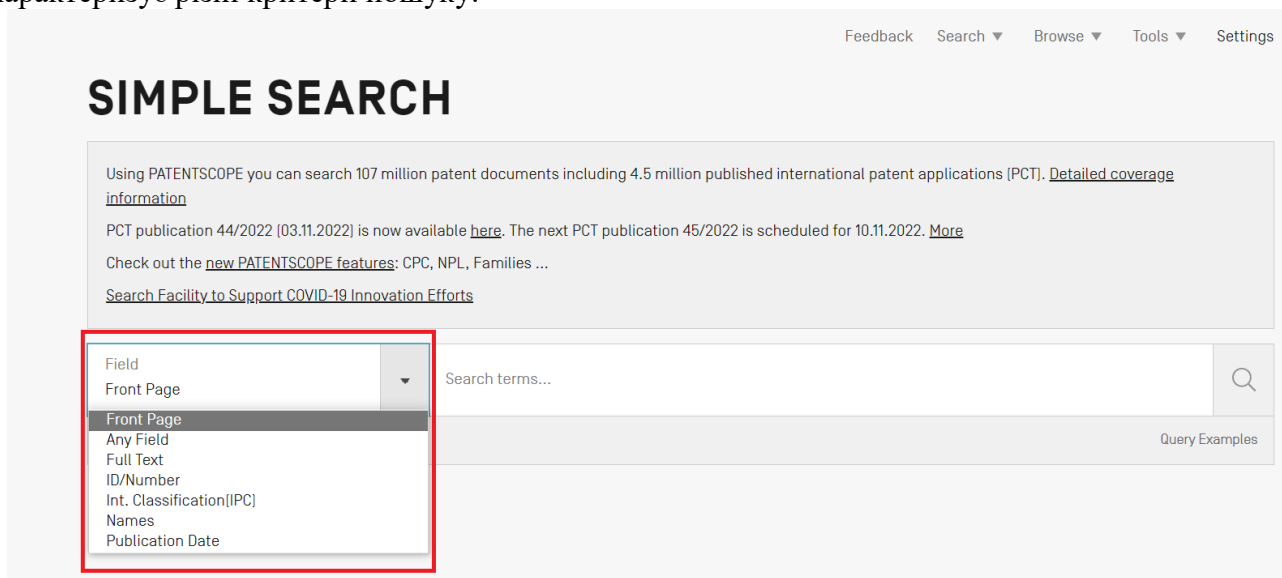 характеризує різні критерії пошуку.
Feedback Search ▼ Browse ▼ Tools ▼ Settings
SIMPLE SEARCH
Using PATENTSCOPE you can search 107 million patent documents including 4.5 million published international patent applications (PCT). Detailed coverage
information
PCT publication 44/2022 (03.11.2022) is now available here. The next PCT publication 45/2022 is scheduled for 10.11.2022. More
Check out the new PATENTSCOPE features: CPC, NPL, Families ...
Search Facility to Support COVID-19 Innovation Efforts
Field
Front Page
Search terms...
Front Page
Any Field
Full Text
ID/Number
Int. Classification(IPC)
Names
Publication Date
Query Examples